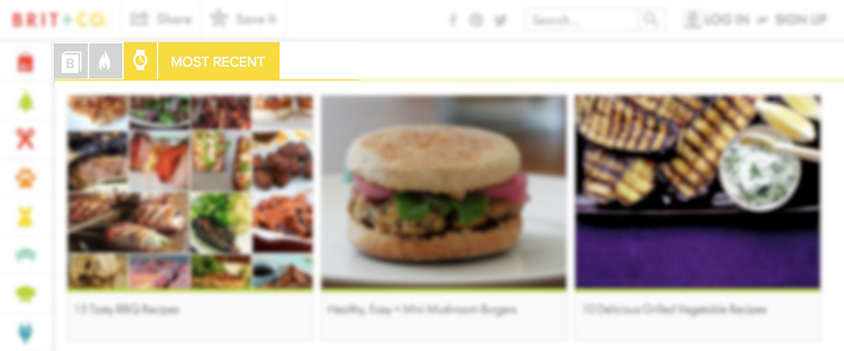 BRIT + CO.
Share
Save It
Search...
LOG IN or SIGN UP
B
MOST RECENT
13 Tasty BBQ Recipes
Healthy, Easy + Mini Mushroom Burgers
10 Delicious Grilled Vegetable Recipes